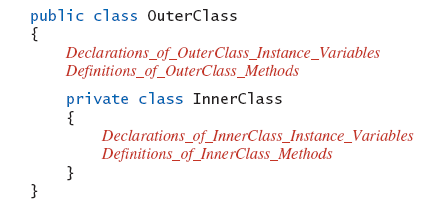 public class OuterClass
{
Declarations_of_OuterClass_Instance_Variables
Definitions_of_OuterClass_Methods
private class InnerClass
{
Declarations_of_InnerClass_Instance_Variables
Definitions_of_InnerClass_Methods
}
}